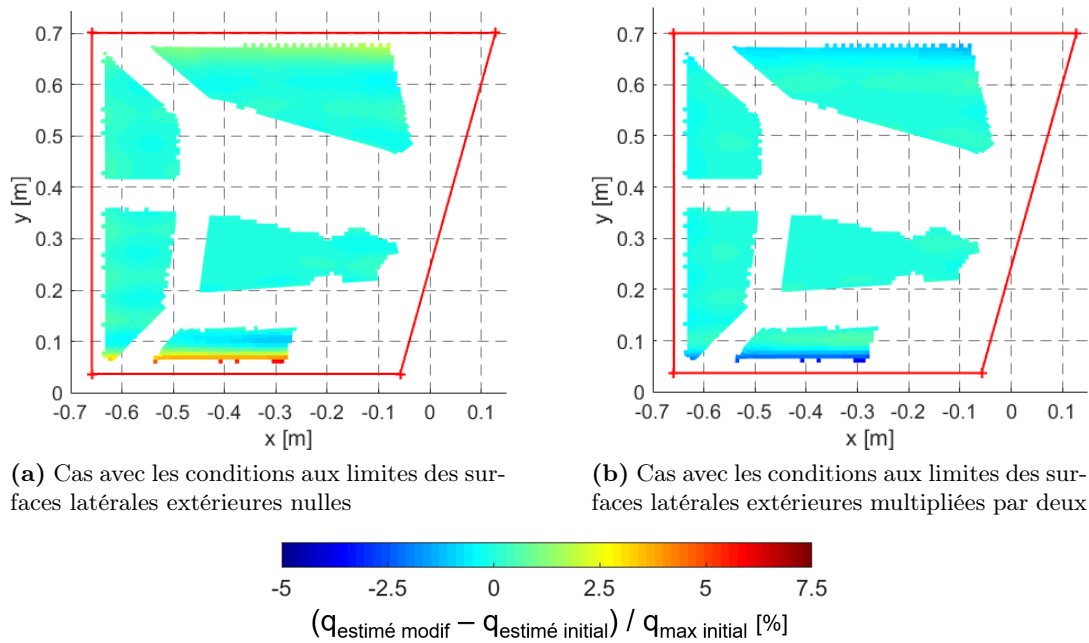 0.7
0.6
0.5
0.4
0.3
0.2
0.1
0
y [m]
-0.7 -0.6 -0.5 -0.4 -0.3 -0.2 -0.1 0 0.1
x [m]
0.7
0.6
0.5
0.4
0.3
0.2
0.1
0
y [m]
-0.7 -0.6 -0.5 -0.4 -0.3 -0.2 -0.1 0 0.1
x [m]
(a) Cas avec les conditions aux limites des sur-
faces latérales extérieures nulles
(b) Cas avec les conditions aux limites des sur-
faces latérales extérieures multipliées par deux
-5 -2.5 0 2.5 5 7.5
(q estimé modif – q estimé initial) / q max initial [%]